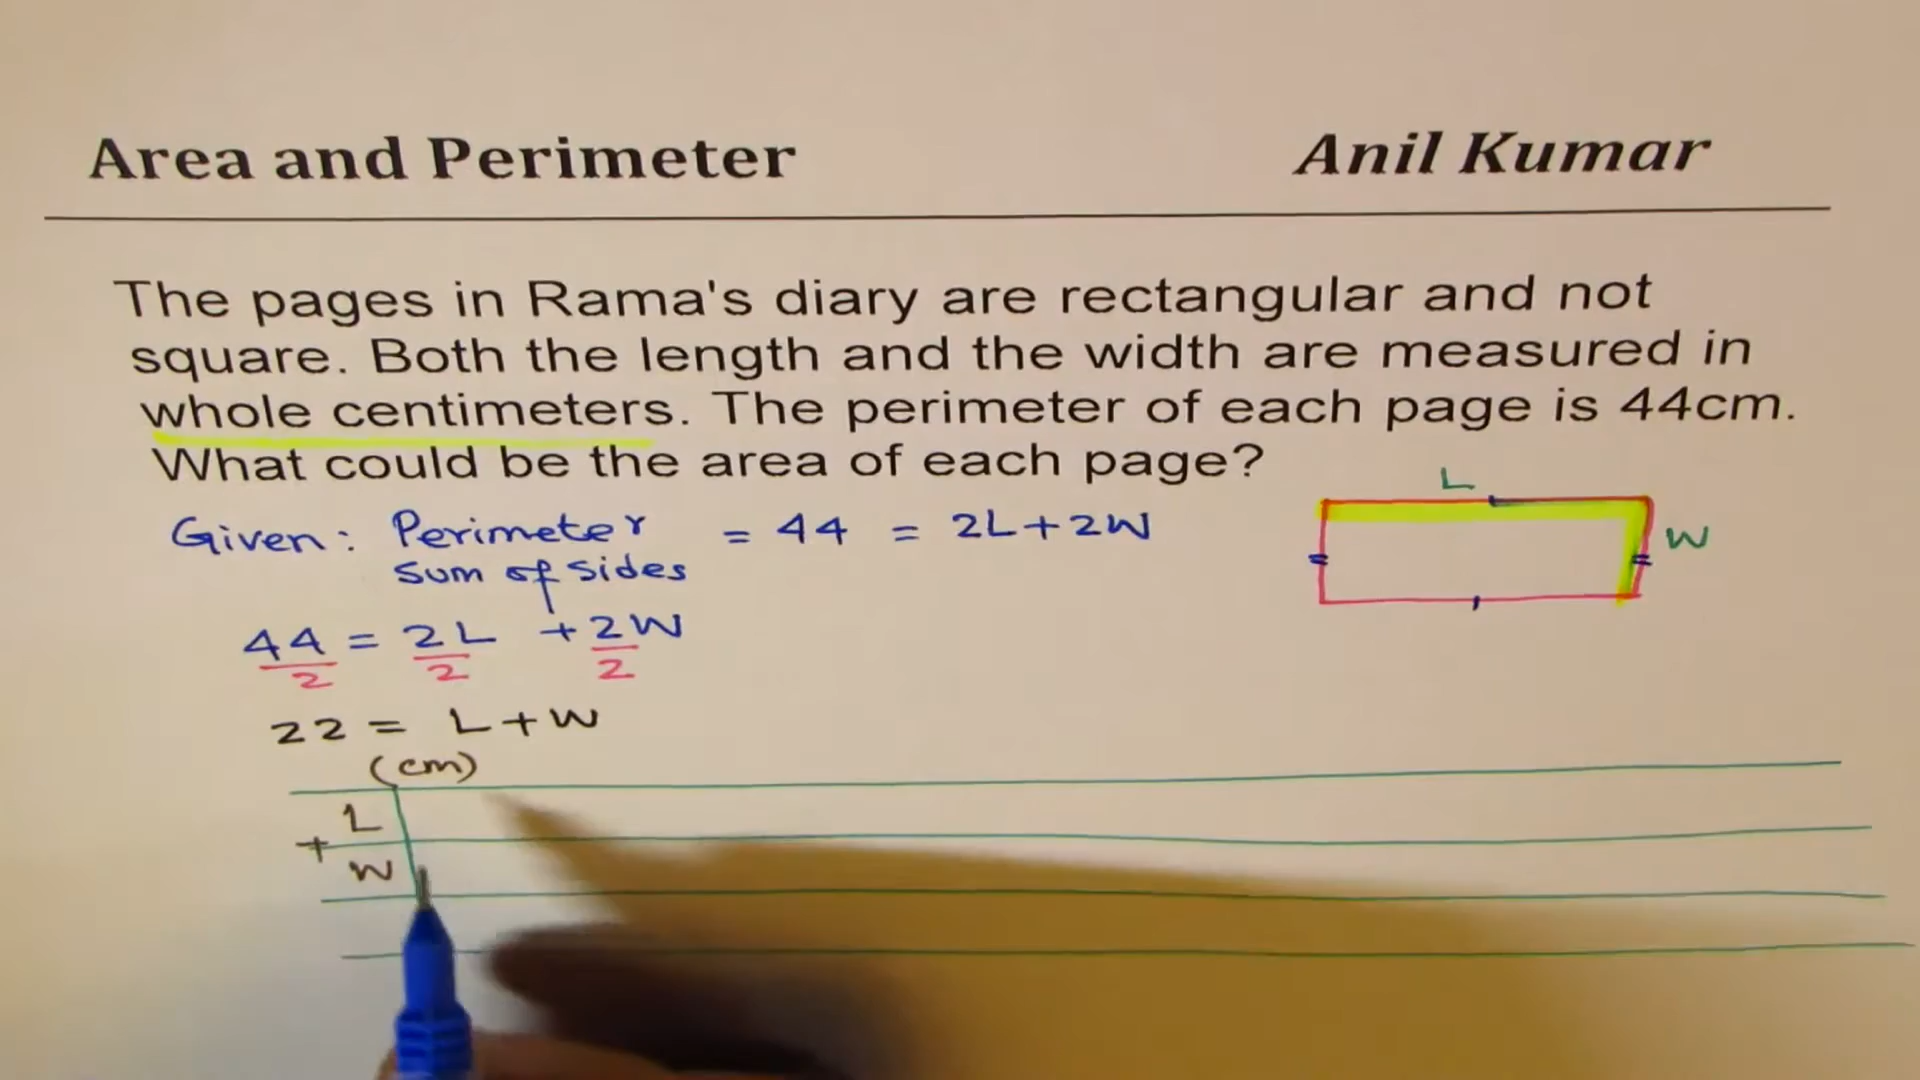 Area and Perimeter Anil Kumar
The pages in Rama's diary are rectangular and not
square. Both the length and the width are measured in
whole centimeters. The perimeter of each page is 44cm.
What could be the area of each page?
L
W
Given: Perimeter = 44 = 2L+2W
Sum of sides
44 = 2L + 2W
2 2 2
22 = L+W
(cm)
L
+
W